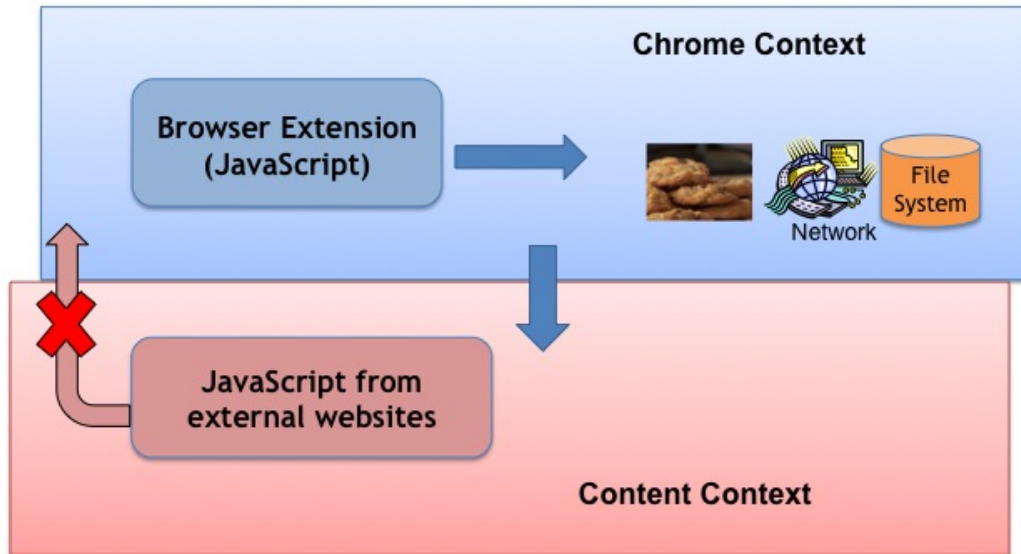 Chrome Context
Browser Extension
(JavaScript)
File
System
Network
JavaScript from
external websites
Content Context